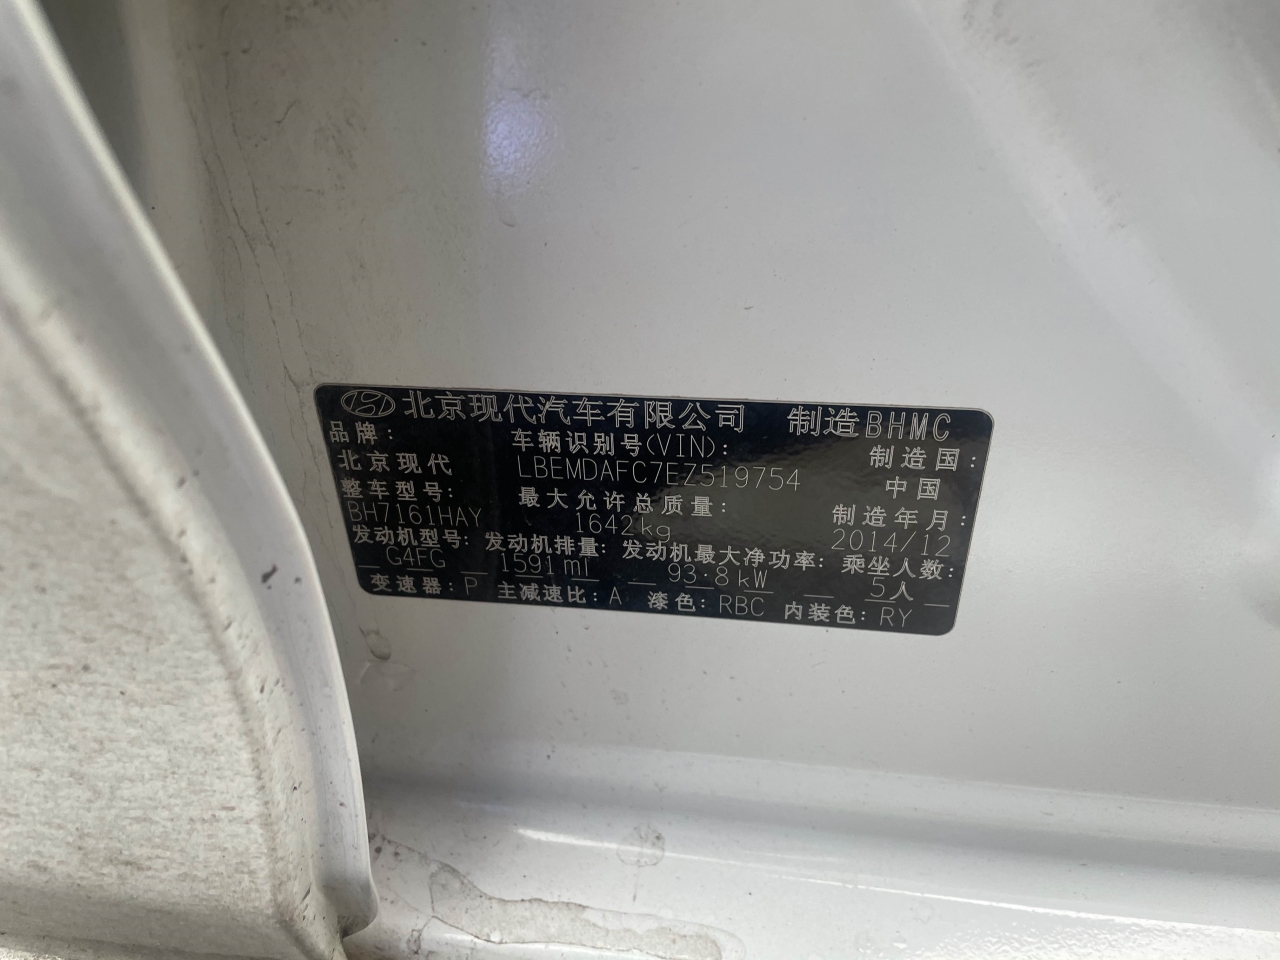 北京现代汽车有限公司 制造 BHMC
品牌: 车辆识别号(VIN): 制造国:
北京现代 LBEMDAFC7EZ519754 中国
整车型号: 最大允许总质量: 制造年月:
BH7161HAY 1642kg 2014/12
发动机型号: 发动机排量: 发动机最大净功率: 乘坐人数:
G4FG 1591ml 93.8kW 5人
变速器: P 主减速比: A 漆色: RBC 内装色: RY